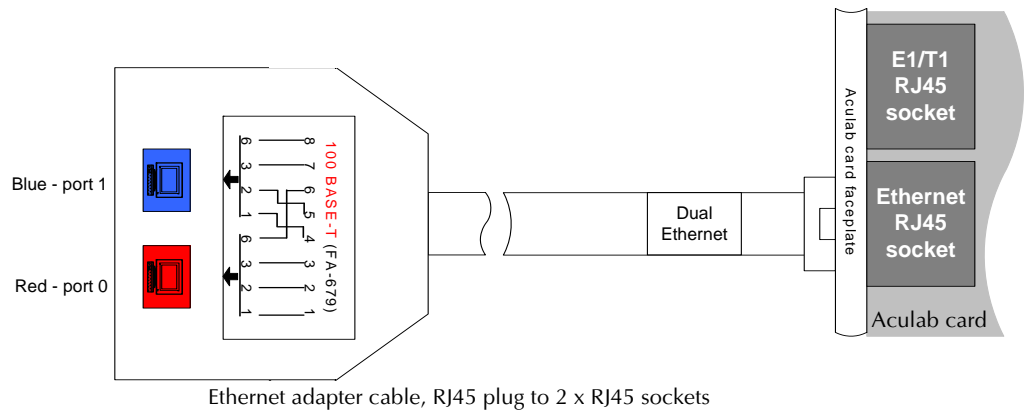 Blue - port 1
Red - port 0
100 BASE-T (FA-679)
8 7 6 5 4 3 2 1
6 3 2 1 6 3 2 1
Dual
Ethernet
Aculab card faceplate
E1/T1
RJ45
socket
Ethernet
RJ45
socket
Aculab card
Ethernet adapter cable, RJ45 plug to 2 x RJ45 sockets